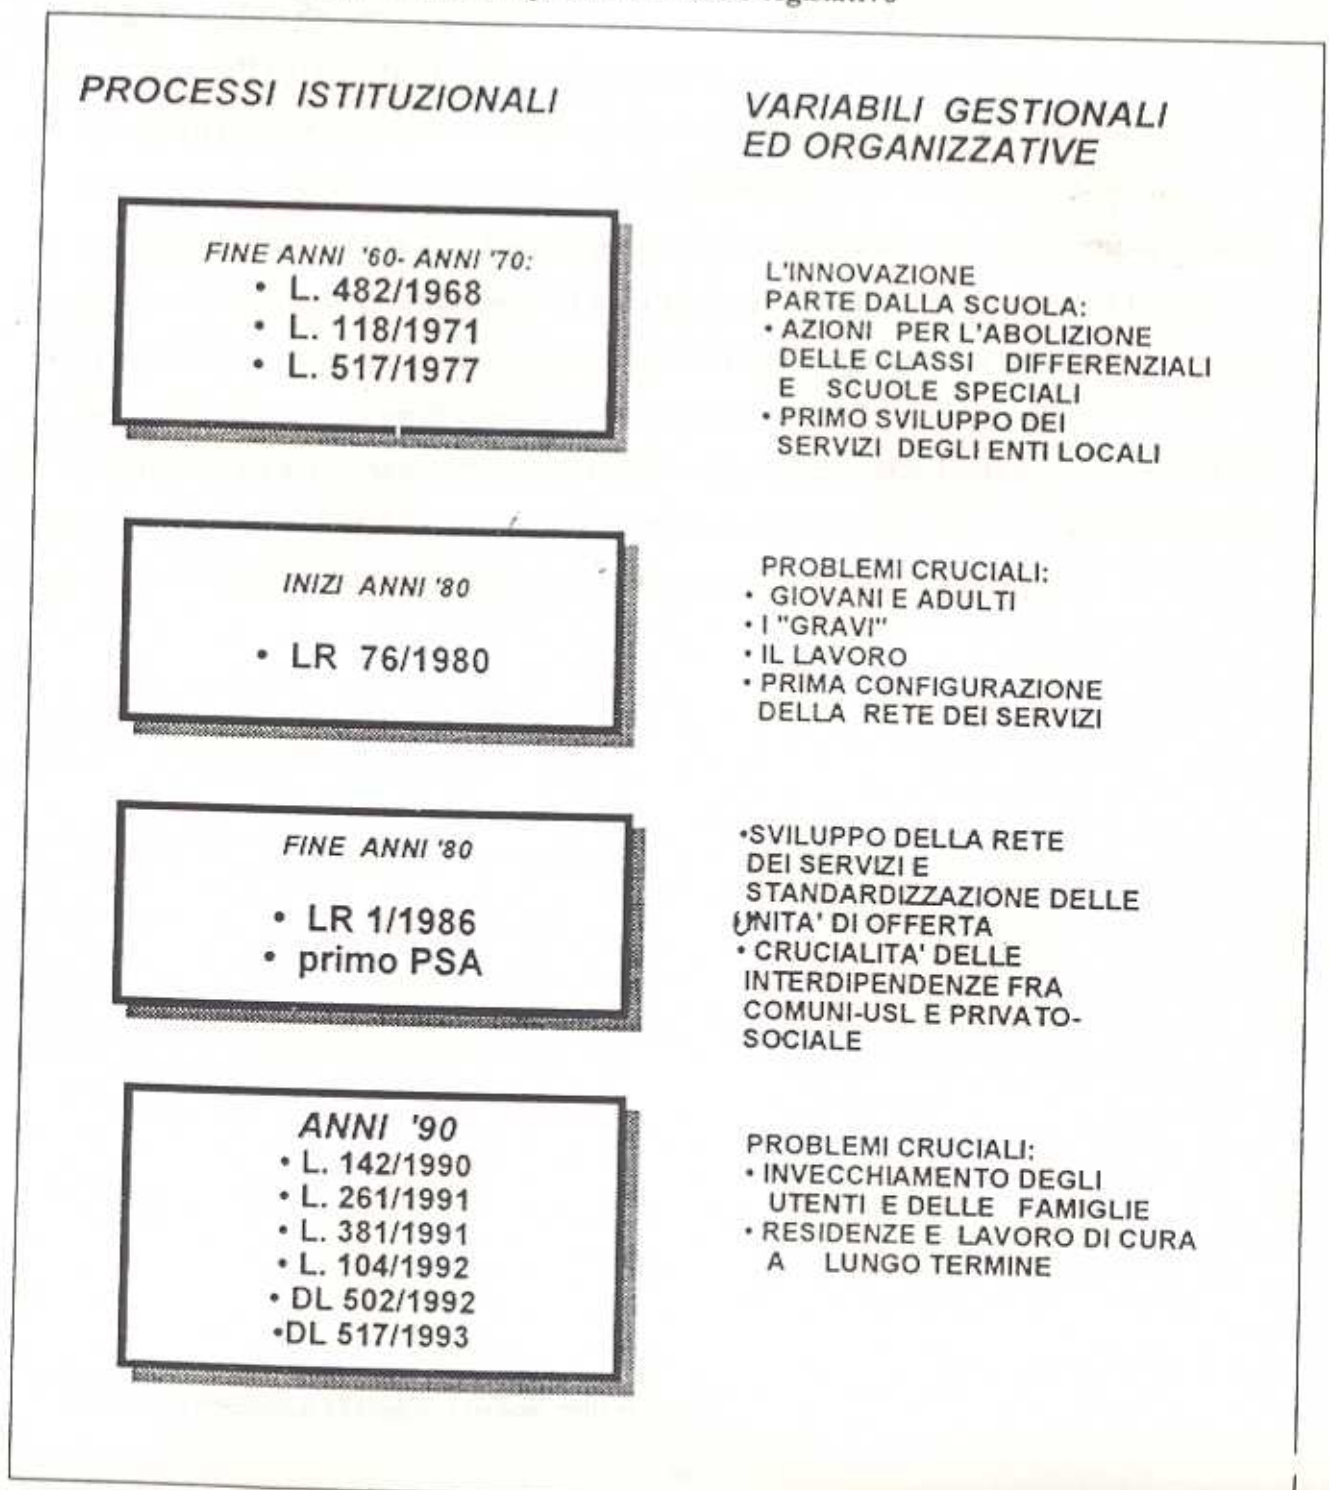 legislativo
PROCESSI ISTITUZIONALI
VARIABILI GESTIONALI
ED ORGANIZZATIVE
FINE ANNI '60- ANNI '70:
• L. 482/1968
• L. 118/1971
• L. 517/1977
L'INNOVAZIONE
PARTE DALLA SCUOLA:
• AZIONI PER L'ABOLIZIONE
DELLE CLASSI DIFFERENZIALI
E SCUOLE SPECIALI
• PRIMO SVILUPPO DEI
SERVIZI DEGLI ENTI LOCALI
INIZI ANNI '80
• LR 76/1980
PROBLEMI CRUCIALI:
• GIOVANI E ADULTI
• I "GRAVI"
• IL LAVORO
• PRIMA CONFIGURAZIONE
DELLA RETE DEI SERVIZI
FINE ANNI '80
• LR 1/1986
• primo PSA
•SVILUPPO DELLA RETE
DEI SERVIZI E
STANDARDIZZAZIONE DELLE
UNITA' DI OFFERTA
• CRUCIALITA' DELLE
INTERDIPENDENZE FRA
COMUNI-USL E PRIVATO-
SOCIALE
ANNI '90
• L. 142/1990
• L. 261/1991
• L. 381/1991
• L. 104/1992
• DL 502/1992
•DL 517/1993
PROBLEMI CRUCIALI:
• INVECCHIAMENTO DEGLI
UTENTI E DELLE FAMIGLIE
• RESIDENZE E LAVORO DI CURA
A LUNGO TERMINE